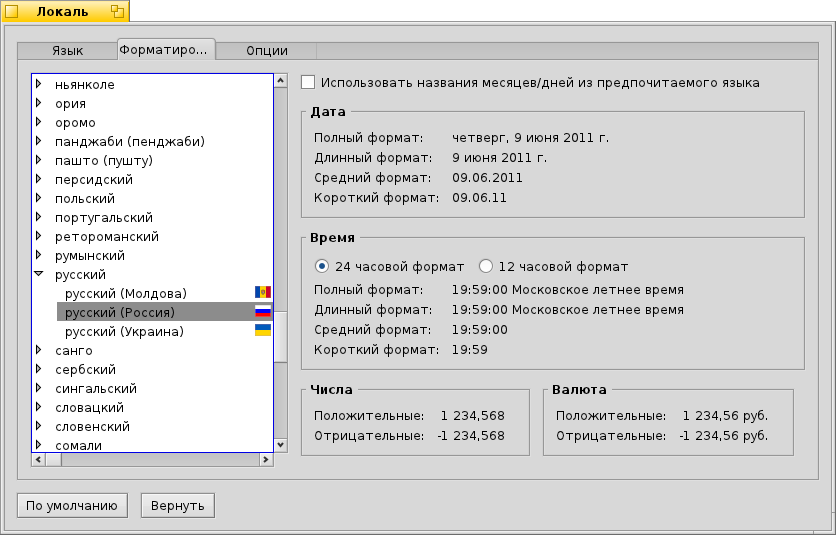 Локаль
Язык
Форматиро...
Опции
ньянколе
ория
оромо
панджаби (пенджаби)
пашто (пушту)
персидский
польский
португальский
ретороманский
румынский
русский
русский (Молдова)
русский (Россия)
русский (Украина)
санго
сербский
сингальский
словацкий
словенский
сомали
Использовать названия месяцев/дней из предпочитаемого языка
Дата
Полный формат: четверг, 9 июня 2011 г.
Длинный формат: 9 июня 2011 г.
Средний формат: 09.06.2011
Короткий формат: 09.06.11
Время
24 часовой формат 12 часовой формат
Полный формат: 19:59:00 Московское летнее время
Длинный формат: 19:59:00 Московское летнее время
Средний формат: 19:59:00
Короткий формат: 19:59
Числа
Положительные: 1 234,568
Отрицательные: -1 234,568
Валюта
Положительные: 1 234,56 руб.
Отрицательные: -1 234,56 руб.
По умолчанию
Вернуть